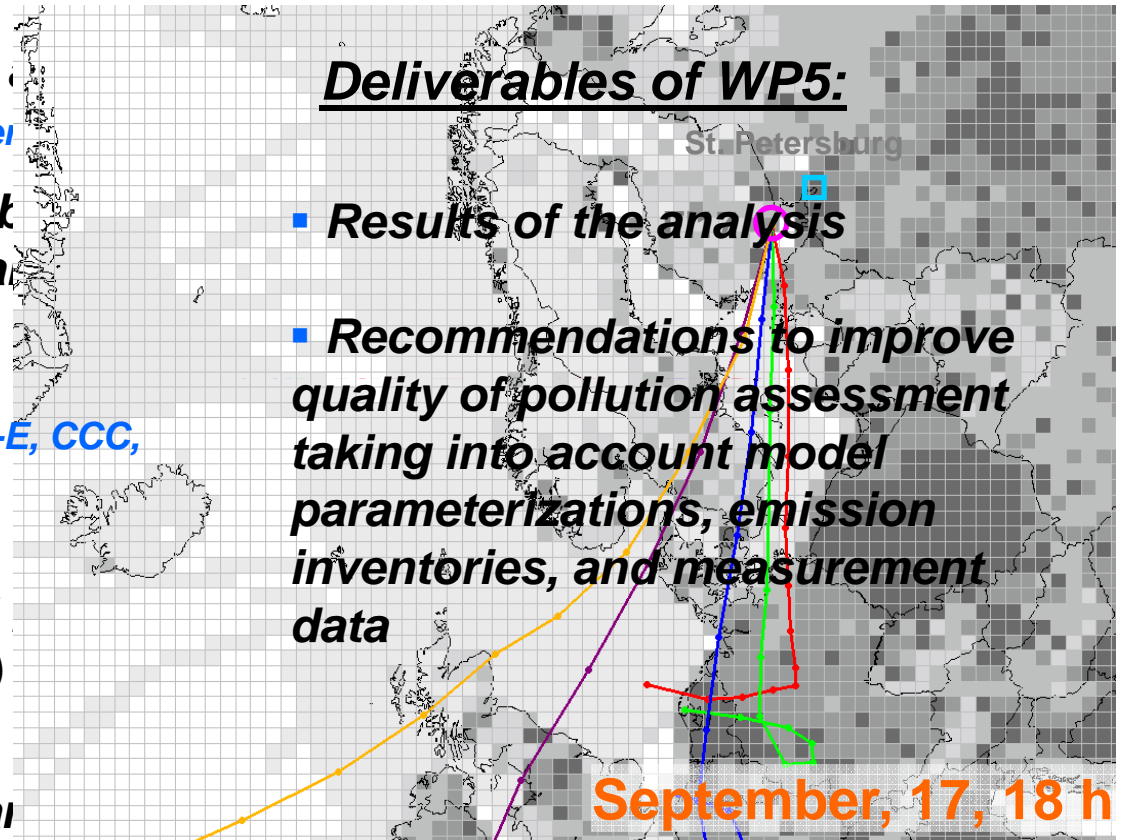 Deliverables of WP5:
St. Petersburg
▪ Results of the analysis
▪ Recommendations to improve
quality of pollution assessment
taking into account model
-E, CCC,
parameterizations, emission
inventories, and measurement
data
)
September, 17, 18 h